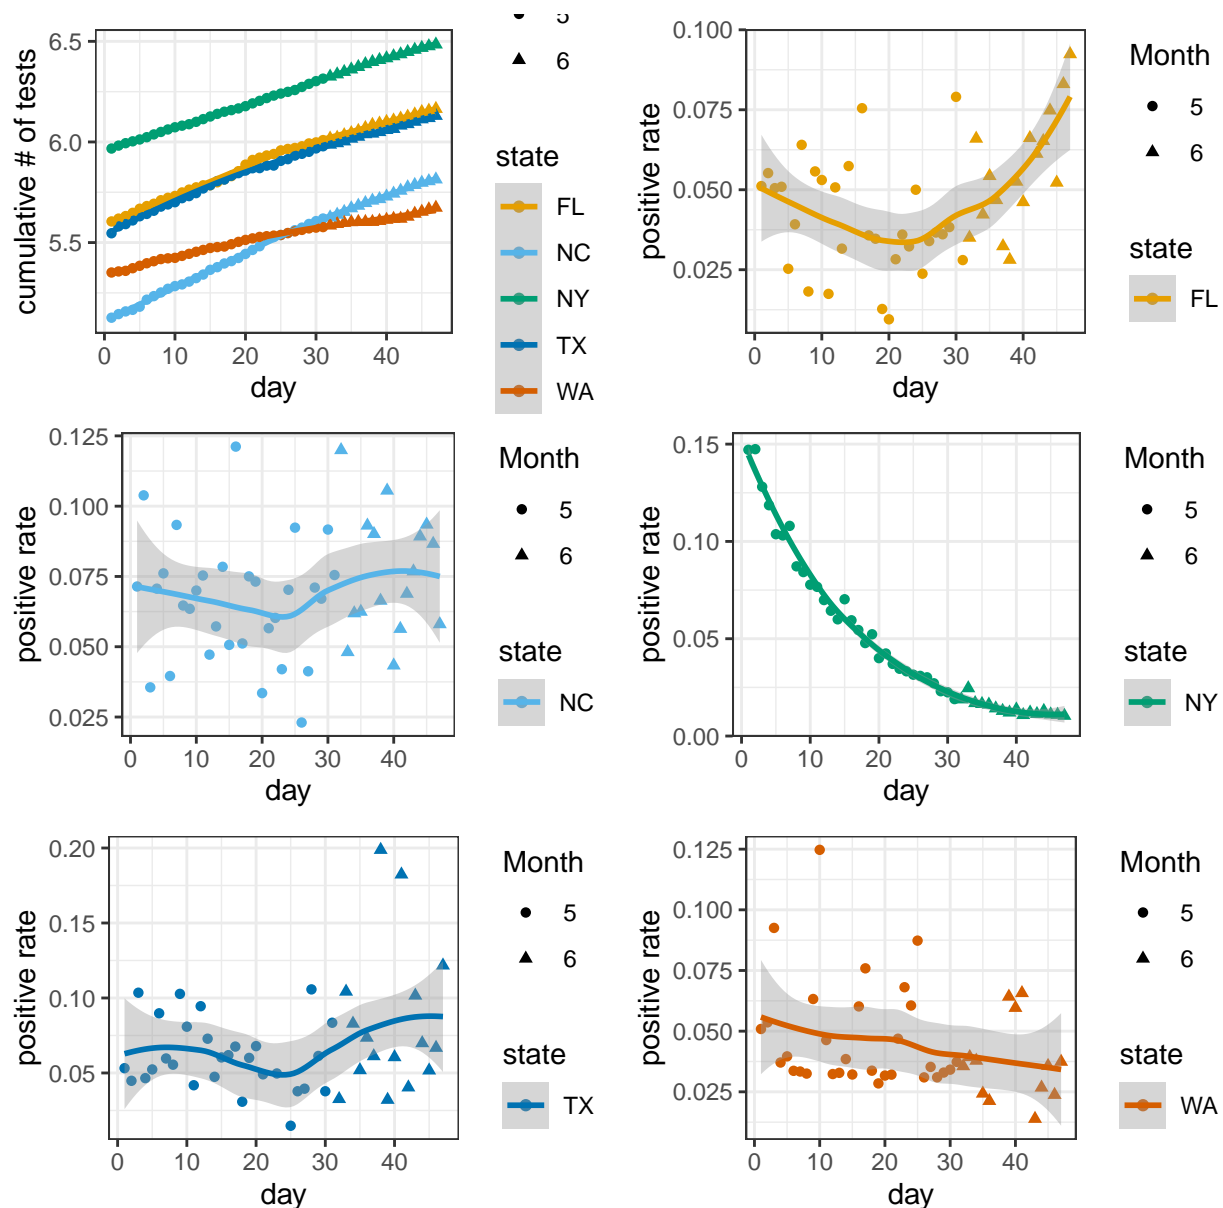 cumulative # of tests
6.5
6.0
5.5
0 10 20 30 40
day
5
6
state
FL
NC
NY
TX
WA
positive rate
0.100
0.075
0.050
0.025
0 10 20 30 40
day
Month
5
6
state
FL
positive rate
0.125
0.100
0.075
0.050
0.025
0 10 20 30 40
day
Month
5
6
state
NC
positive rate
0.15
0.10
0.05
0.00
0 10 20 30 40
day
Month
5
6
state
NY
positive rate
0.20
0.15
0.10
0.05
0 10 20 30 40
day
Month
5
6
state
TX
positive rate
0.125
0.100
0.075
0.050
0.025
0 10 20 30 40
day
Month
5
6
state
WA